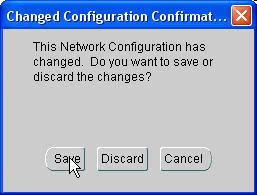 Changed Configuration Confirmat...
This Network Configuration has
changed. Do you want to save or
discard the changes?
Save Discard Cancel